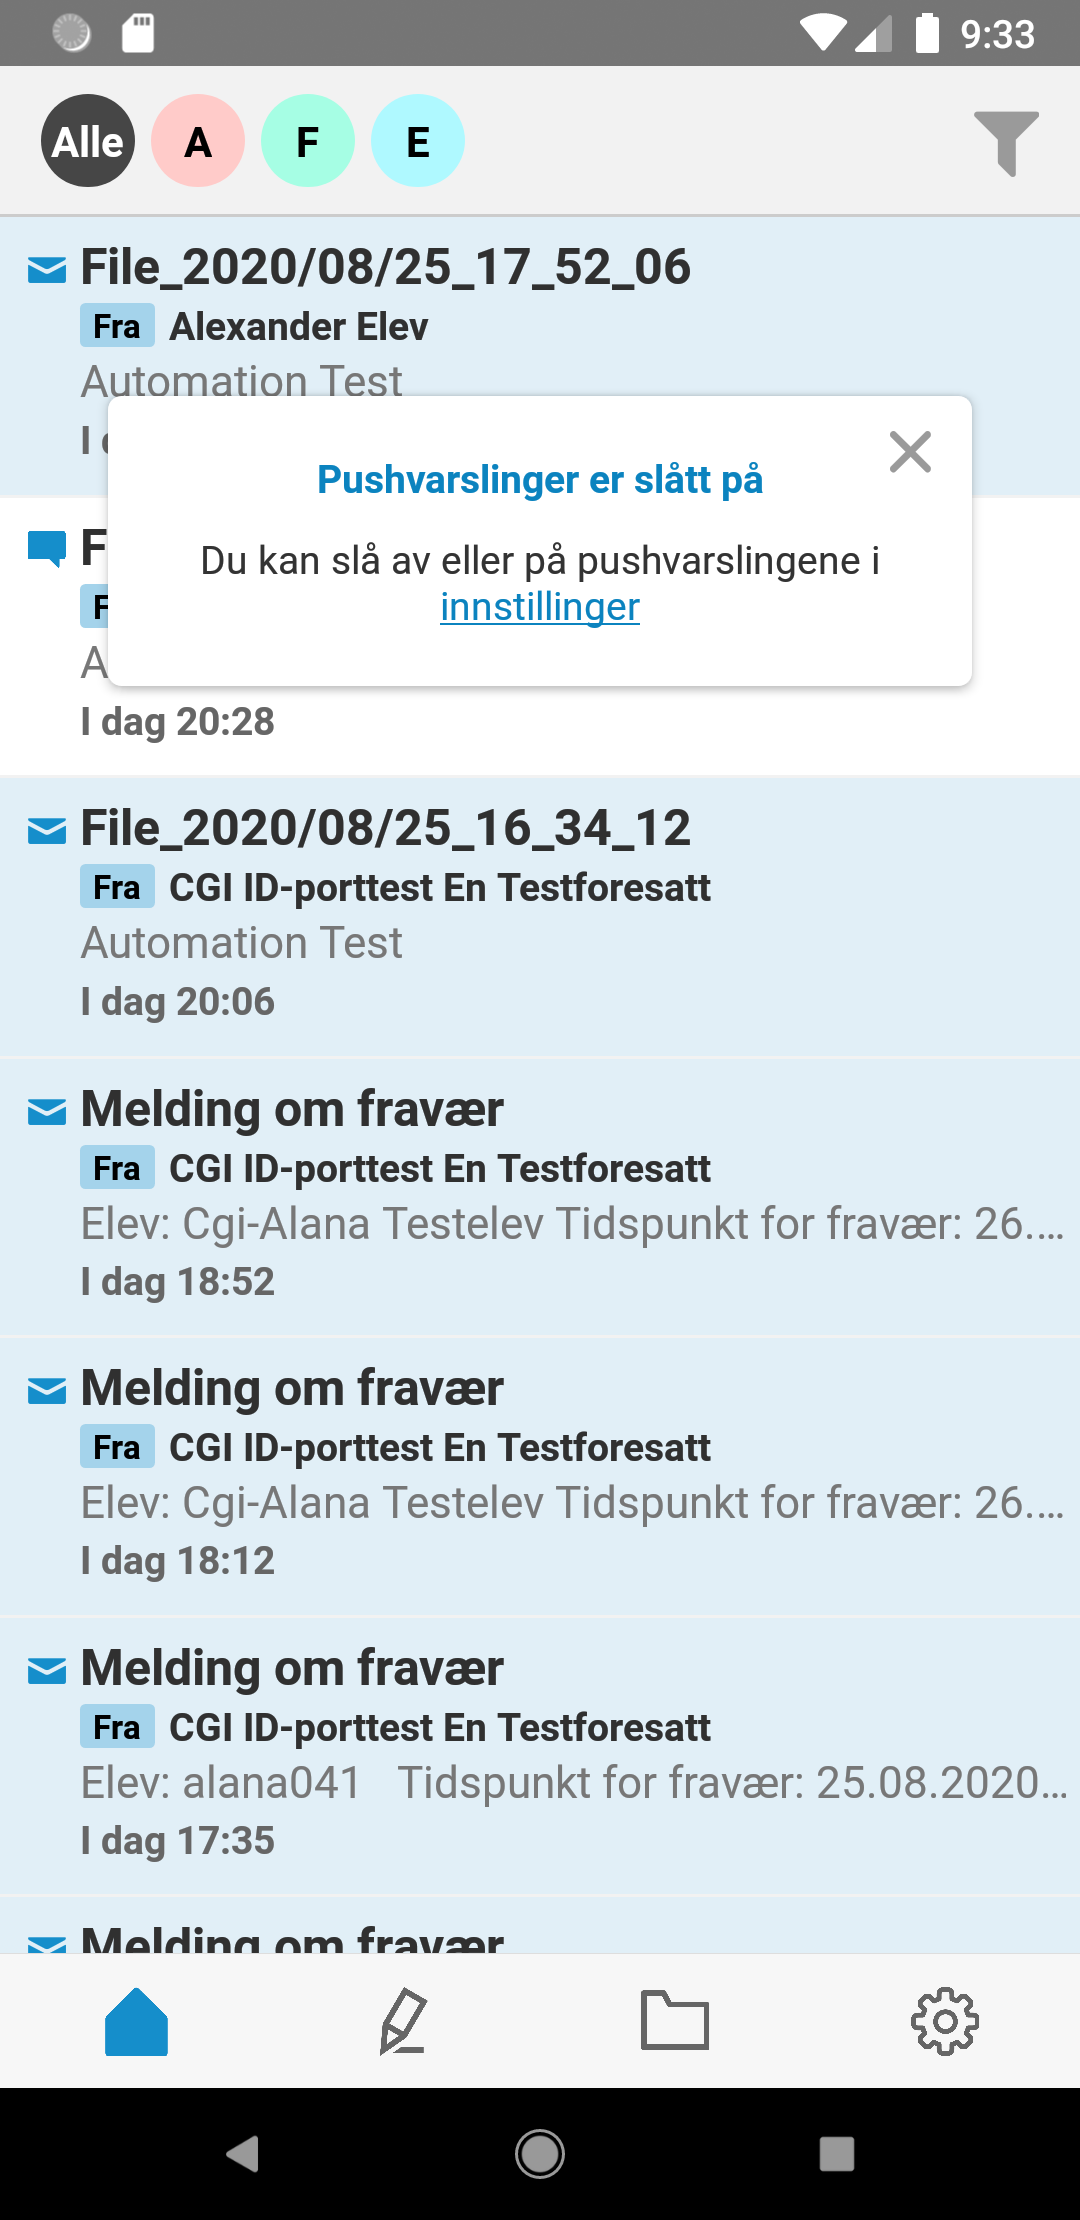 9:33
Alle A F E
File_2020/08/25_17_52_06
Fra Alexander Elev
Automation Test
I
Pushvarslinger er slått på
Du kan slå av eller på pushvarslingene i
innstillinger
F
F
A
I dag 20:28
File_2020/08/25_16_34_12
Fra CGI ID-porttest En Testforesatt
Automation Test
I dag 20:06
Melding om fravær
Fra CGI ID-porttest En Testforesatt
Elev: Cgi-Alana Testelev Tidspunkt for fravær: 26....
I dag 18:52
Melding om fravær
Fra CGI ID-porttest En Testforesatt
Elev: Cgi-Alana Testelev Tidspunkt for fravær: 26....
I dag 18:12
Melding om fravær
Fra CGI ID-porttest En Testforesatt
Elev: alana041 Tidspunkt for fravær: 25.08.2020...
I dag 17:35
Melding om fravær